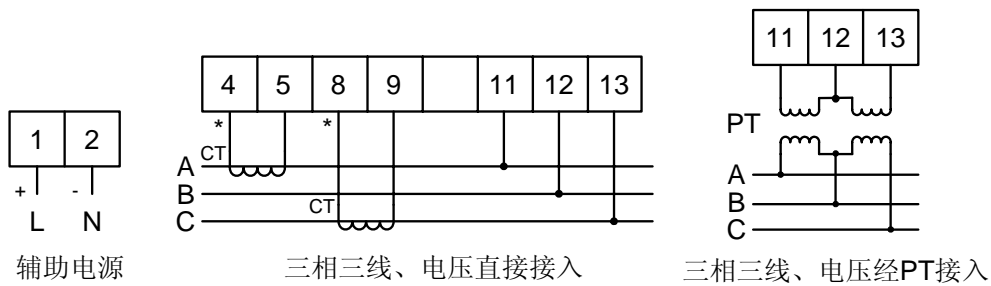 1 2
+ -
L N
辅助电源
4 5 8 9 11 12 13
* *
CT
A
B
CT
C
三相三线、电压直接接入
11 12 13
PT
A
B
C
三相三线、电压经PT接入